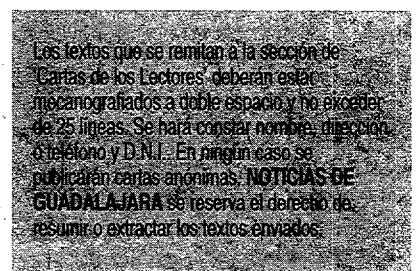 Los textos que se remitan a la sección de
'Cartas de los Lectores' deberán estar
mecanografiados a doble espacio y no exceder
de 25 líneas. Se hará constar nombre, dirección
o teléfono y D.N.I.. En ningún caso se
publicarán cartas anónimas. NOTICIAS DE
GUADALAJARA se reserva el derecho de
resumir o extractar los textos enviados.